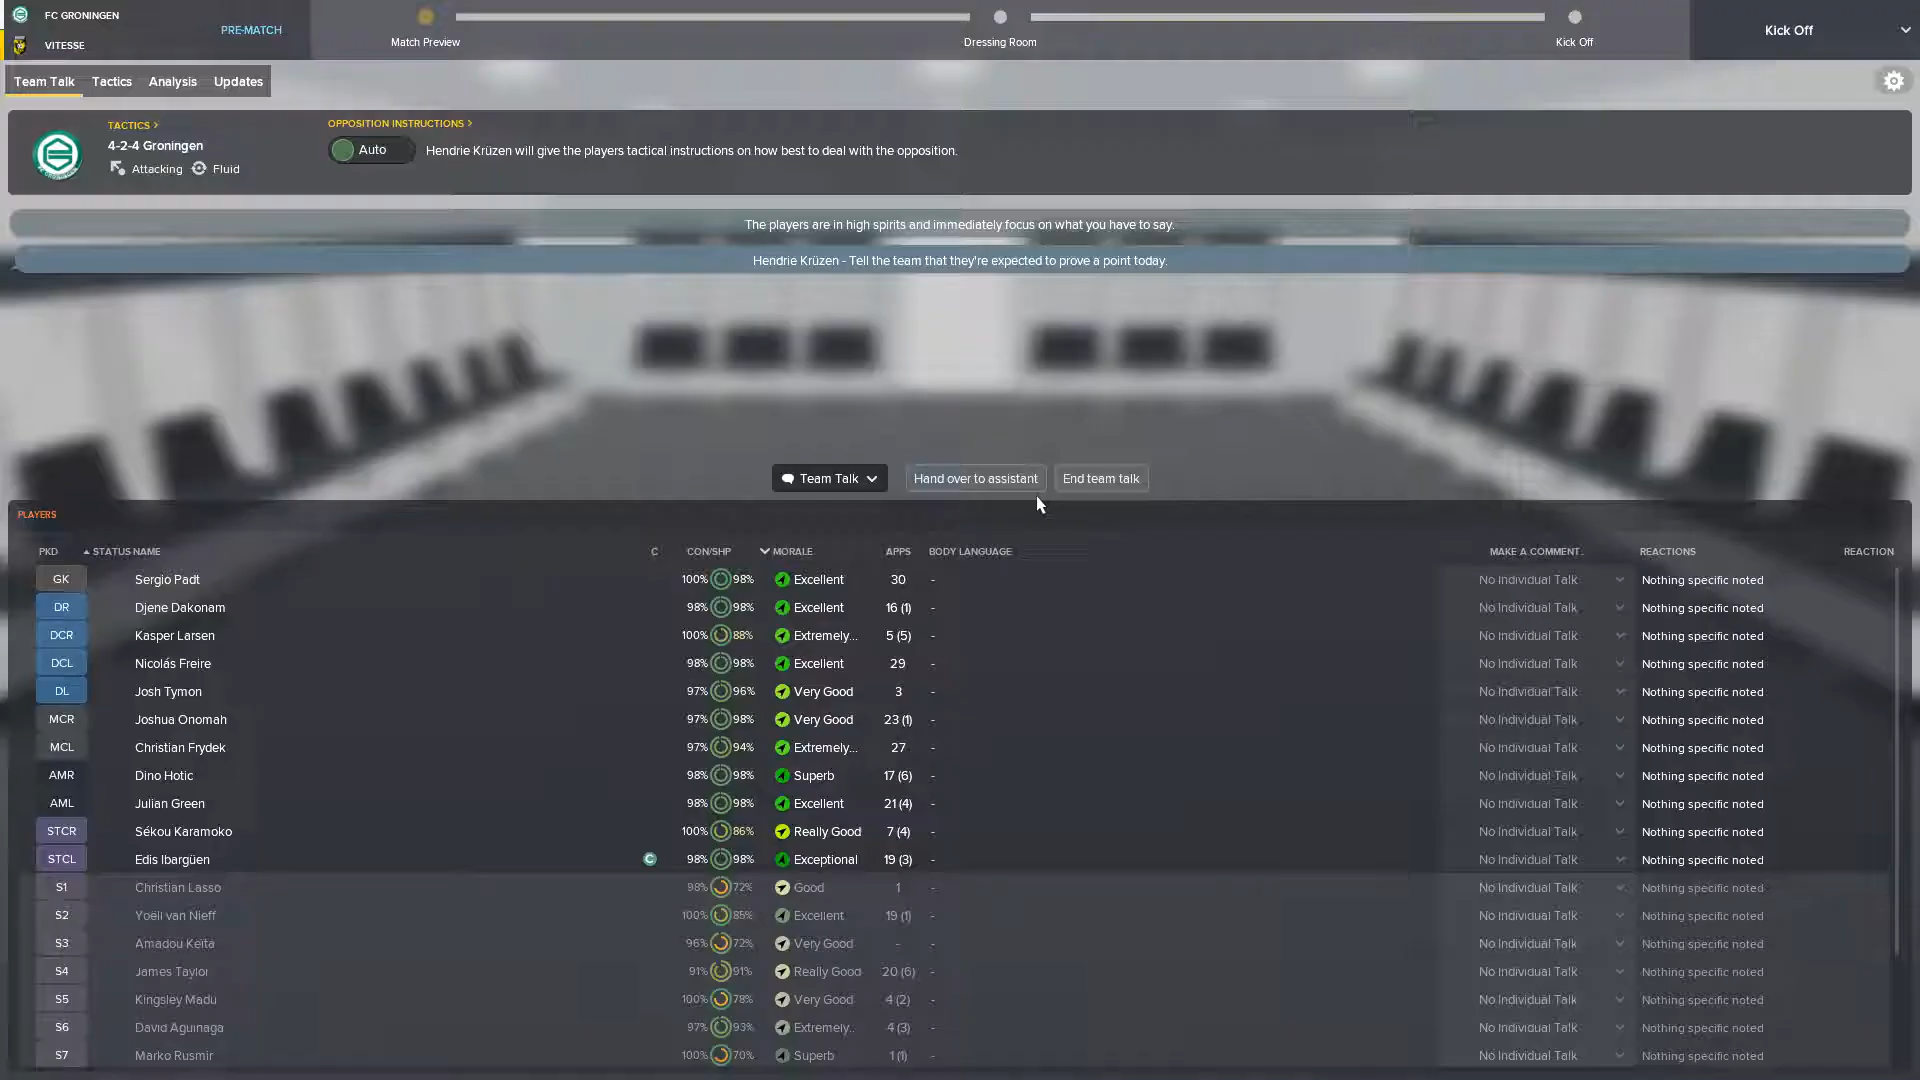 FC GRONINGEN
VITESSE
PRE-MATCH
Match Preview
Dressing Room
Kick Off
Kick Off
Team Talk Tactics Analysis Updates
TACTICS >
4-2-4 Groningen
Attacking Fluid
OPPOSITION INSTRUCTIONS >
Auto
Hendrie Krüzen will give the players tactical instructions on how best to deal with the opposition.
The players are in high spirits and immediately focus on what you have to say.
Hendrie Krüzen - Tell the team that they're expected to prove a point today.
Team Talk Hand over to assistant End team talk
PLAYERS
PKD STATUS NAME C CON/SHP MORALE APPS BODY LANGUAGE MAKE A COMMENT.. REACTIONS REACTION
GK Sergio Padt 100% 98% Excellent 30 - No Individual Talk Nothing specific noted
DR Djene Dakonam 98% 98% Excellent 16 (1) - No Individual Talk Nothing specific noted
DCR Kasper Larsen 100% 88% Extremely... 5 (5) - No Individual Talk Nothing specific noted
DCL Nicolás Freire 98% 98% Excellent 29 - No Individual Talk Nothing specific noted
DL Josh Tymon 97% 96% Very Good 3 - No Individual Talk Nothing specific noted
MCR Joshua Onomah 97% 98% Very Good 23 (1) - No Individual Talk Nothing specific noted
MCL Christian Frydek 97% 94% Extremely... 27 - No Individual Talk Nothing specific noted
AMR Dino Hotic 98% 98% Superb 17 (6) - No Individual Talk Nothing specific noted
AML Julian Green 98% 98% Excellent 21 (4) - No Individual Talk Nothing specific noted
STCR Sékou Karamoko 100% 86% Really Good 7 (4) - No Individual Talk Nothing specific noted
STCL Edis Ibargüen C 98% 98% Exceptional 19 (3) - No Individual Talk Nothing specific noted
S1 Christian Lasso 98% 72% Good 1 - No Individual Talk Nothing specific noted
S2 Yoëll van Nieff 100% 85% Excellent 19 (1) - No Individual Talk Nothing specific noted
S3 Amadou Keita 96% 72% Very Good - - No Individual Talk Nothing specific noted
S4 James Taylor 91% 91% Really Good 20 (6) - No Individual Talk Nothing specific noted
S5 Kingsley Madu 100% 78% Very Good 4 (2) - No Individual Talk Nothing specific noted
S6 David Aguinaga 97% 93% Extremely... 4 (3) - No Individual Talk Nothing specific noted
S7 Marko Rusmir 100% 70% Superb 1 (1) - No Individual Talk Nothing specific noted